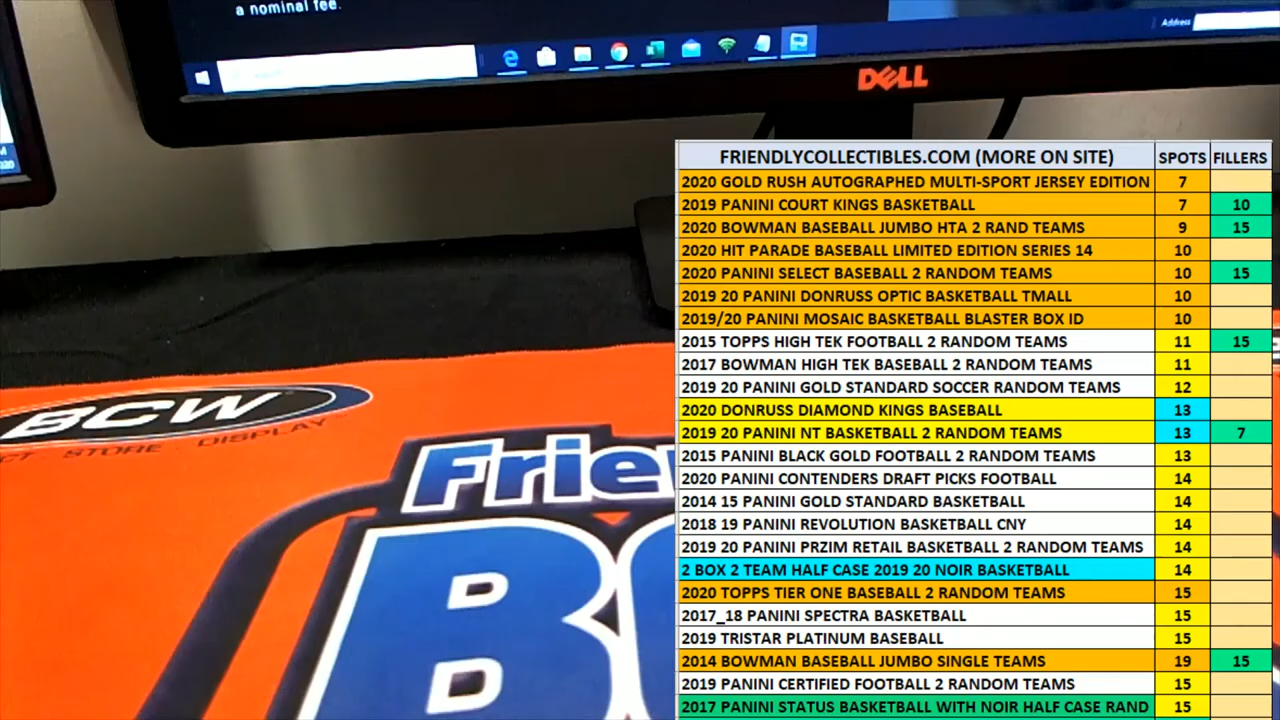 a nominal fee.
Address
DELL
BCW
STORE DISPLAY
Frie
FRIENDLYCOLLECTIBLES.COM (MORE ON SITE) SPOTS FILLERS
2020 GOLD RUSH AUTOGRAPHED MULTI-SPORT JERSEY EDITION 7
2019 PANINI COURT KINGS BASKETBALL 7 10
2020 BOWMAN BASEBALL JUMBO HTA 2 RAND TEAMS 9 15
2020 HIT PARADE BASEBALL LIMITED EDITION SERIES 14 10
2020 PANINI SELECT BASEBALL 2 RANDOM TEAMS 10 15
2019 20 PANINI DONRUSS OPTIC BASKETBALL TMALL 10
2019/20 PANINI MOSAIC BASKETBALL BLASTER BOX ID 10
2015 TOPPS HIGH TEK FOOTBALL 2 RANDOM TEAMS 11 15
2017 BOWMAN HIGH TEK BASEBALL 2 RANDOM TEAMS 11
2019 20 PANINI GOLD STANDARD SOCCER RANDOM TEAMS 12
2020 DONRUSS DIAMOND KINGS BASEBALL 13
2019 20 PANINI NT BASKETBALL 2 RANDOM TEAMS 13 7
2015 PANINI BLACK GOLD FOOTBALL 2 RANDOM TEAMS 13
2020 PANINI CONTENDERS DRAFT PICKS FOOTBALL 14
2014 15 PANINI GOLD STANDARD BASKETBALL 14
2018 19 PANINI REVOLUTION BASKETBALL CNY 14
2019 20 PANINI PRZIM RETAIL BASKETBALL 2 RANDOM TEAMS 14
2 BOX 2 TEAM HALF CASE 2019 20 NOIR BASKETBALL 14
2020 TOPPS TIER ONE BASEBALL 2 RANDOM TEAMS 15
2017_18 PANINI SPECTRA BASKETBALL 15
2019 TRISTAR PLATINUM BASEBALL 15
2014 BOWMAN BASEBALL JUMBO SINGLE TEAMS 19 15
2019 PANINI CERTIFIED FOOTBALL 2 RANDOM TEAMS 15
2017 PANINI STATUS BASKETBALL WITH NOIR HALF CASE RAND 15